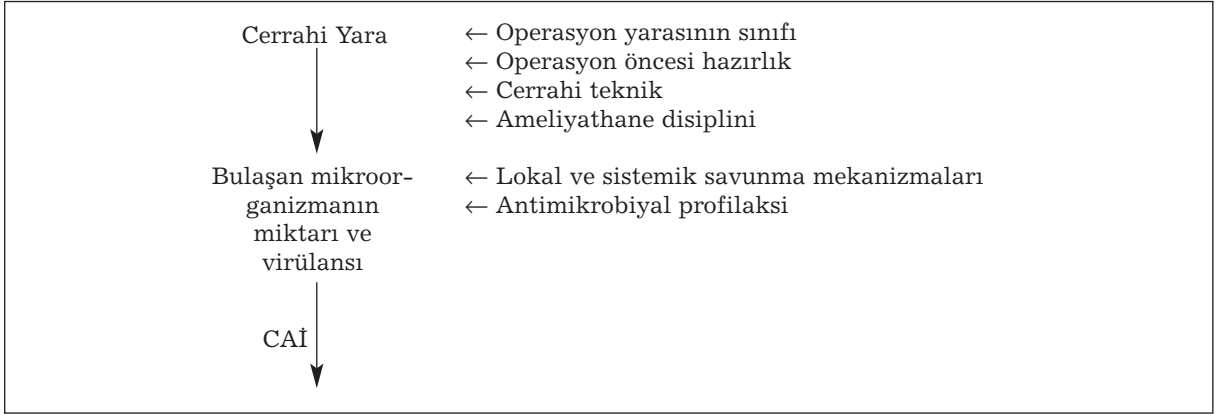 Cerrahi Yara ← Operasyon yarasının sınıfı
← Operasyon öncesi hazırlık
← Cerrahi teknik
← Ameliyathane disiplini
Bulaşan mikroor- ← Lokal ve sistemik savunma mekanizmaları
ganizmanın ← Antimikrobiyal profilaksi
miktarı ve
virülansı
CAİ